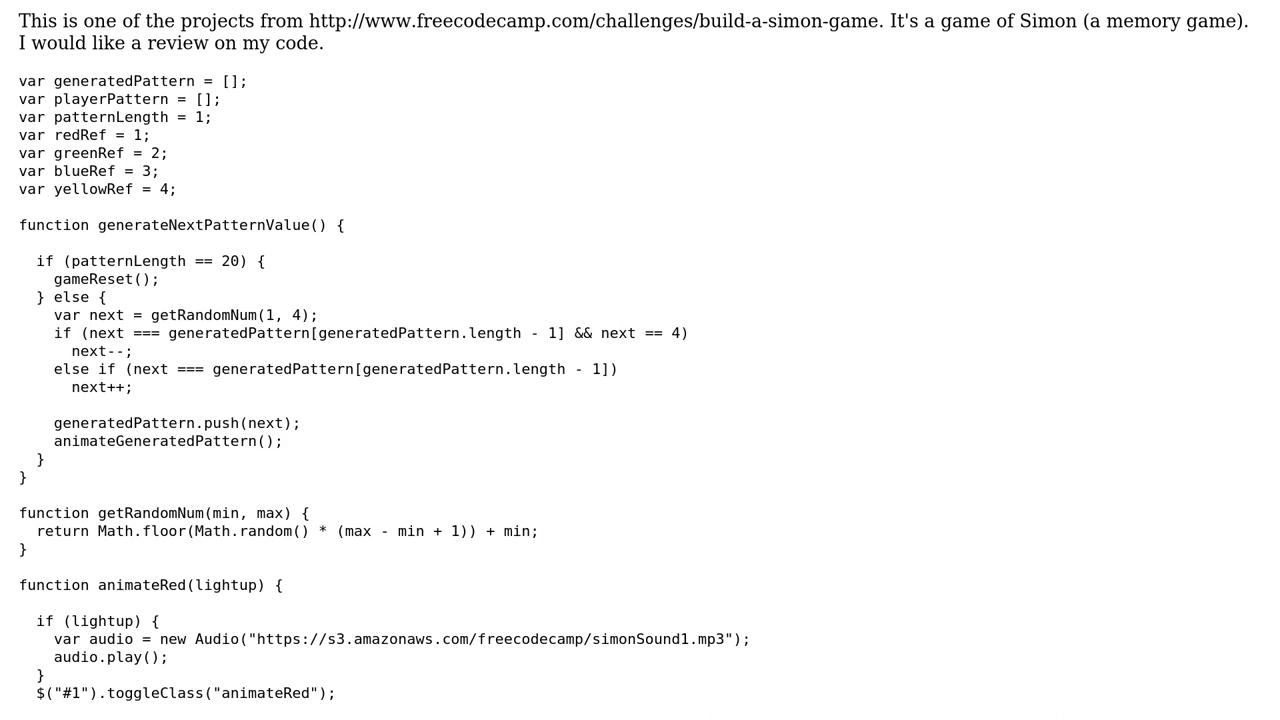 This is one of the projects from http://www.freecodecamp.com/challenges/build-a-simon-game. It's a game of Simon (a memory game).
I would like a review on my code.
var generatedPattern = [];
var playerPattern = [];
var patternLength = 1;
var redRef = 1;
var greenRef = 2;
var blueRef = 3;
var yellowRef = 4;
function generateNextPatternValue() {
  if (patternLength == 20) {
    gameReset();
  } else {
    var next = getRandomNum(1, 4);
    if (next === generatedPattern[generatedPattern.length - 1] && next == 4)
      next--;
    else if (next === generatedPattern[generatedPattern.length - 1])
      next++;
    generatedPattern.push(next);
    animateGeneratedPattern();
  }
}
function getRandomNum(min, max) {
  return Math.floor(Math.random() * (max - min + 1)) + min;
}
function animateRed(lightup) {
  if (lightup) {
    var audio = new Audio("https://s3.amazonaws.com/freecodecamp/simonSound1.mp3");
    audio.play();
  }
  $("#1").toggleClass("animateRed");